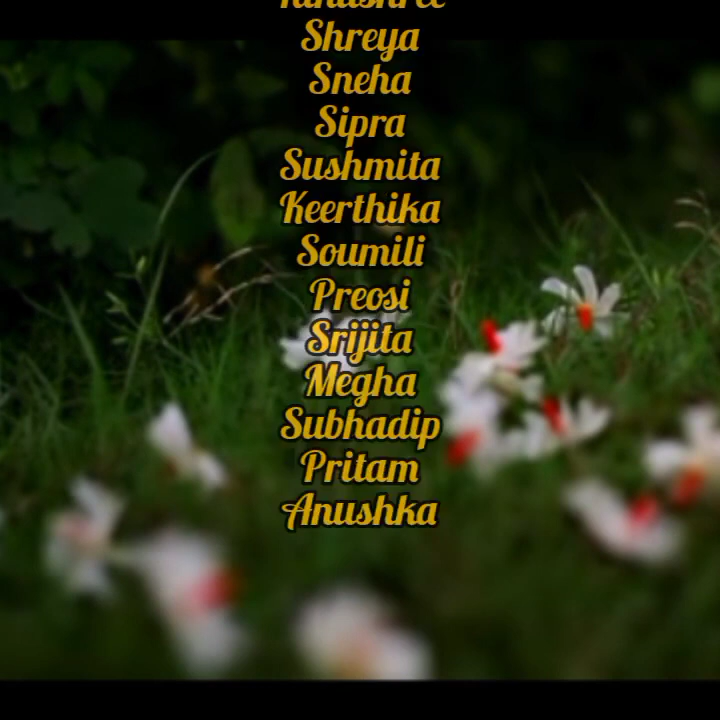 Shreya
Sneha
Sipra
Sushmita
Keerthika
Soumili
Preosi
Srijita
Megha
Subhadip
Pritam
Anushka